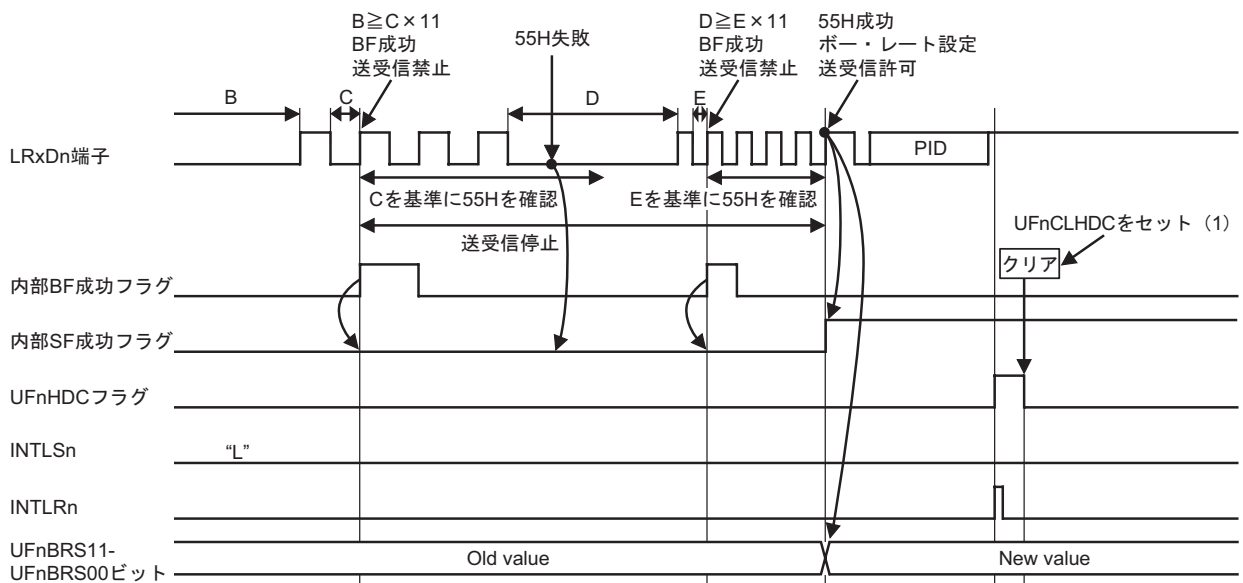 B≧C×11
BF成功
送受信禁止
55H失敗
D≧E×11
BF成功
送受信禁止
55H成功
ボー・レート設定
送受信許可
B
C
D
E
LRxDn端子
PID
Cを基準に55Hを確認
Eを基準に55Hを確認
送受信停止
UFnCLHDCをセット（1）
クリア
内部BF成功フラグ
内部SF成功フラグ
UFnHDCフラグ
INTLSn
“L”
INTLRn
UFnBRS11-
UFnBRS00ビット
Old value
New value